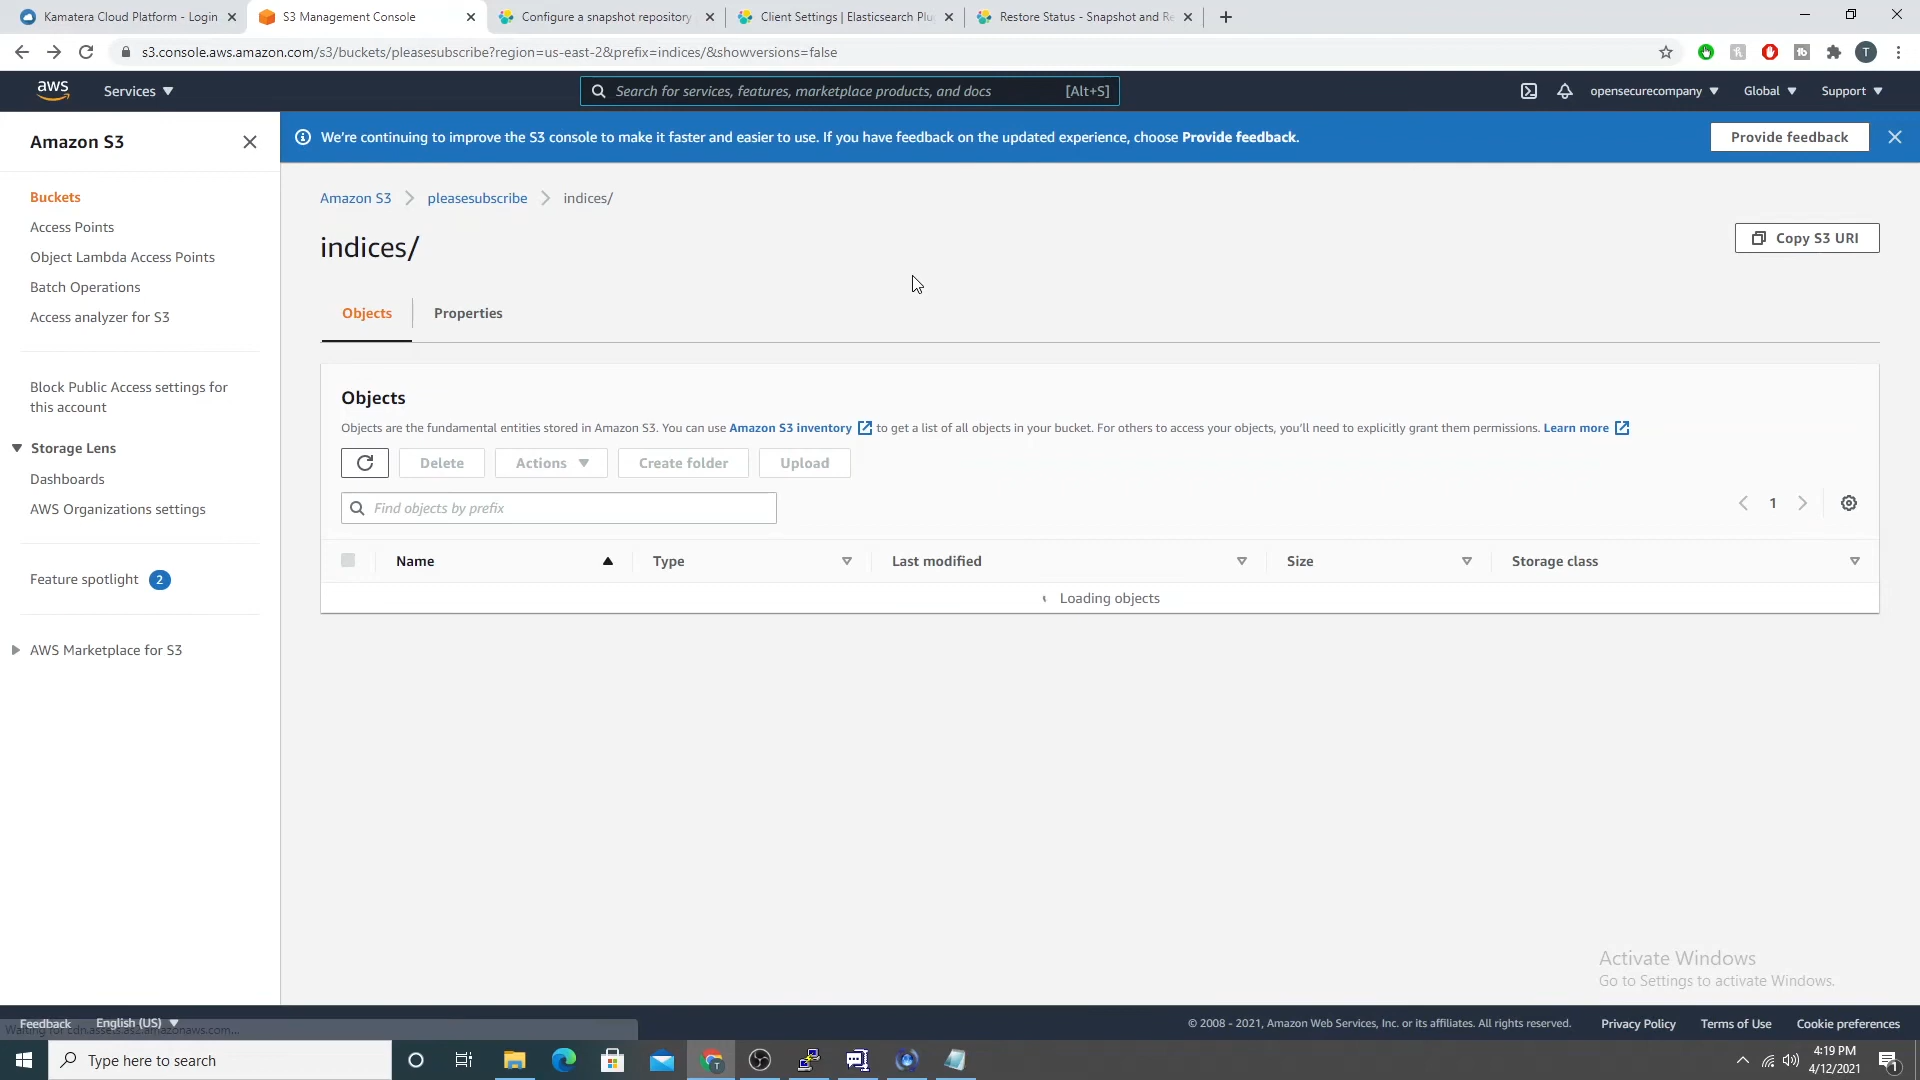 Kamatera Cloud Platform - Login
S3 Management Console
Configure a snapshot repository
Client Settings | Elasticsearch Plu
Restore Status - Snapshot and Re
s3.console.aws.amazon.com/s3/buckets/pleasesubscribe?region=us-east-2&prefix=indices/&showversions=false
T
aws
Services
Search for services, features, marketplace products, and docs
[Alt+S]
opensecurecompany
Global
Support
Amazon S3
We're continuing to improve the S3 console to make it faster and easier to use. If you have feedback on the updated experience, choose Provide feedback.
Provide feedback
Buckets
Access Points
Object Lambda Access Points
Batch Operations
Access analyzer for S3
Block Public Access settings for
this account
Storage Lens
Dashboards
AWS Organizations settings
Feature spotlight 2
AWS Marketplace for S3
Amazon S3 > pleasesubscribe > indices/
indices/
Copy S3 URI
Objects
Properties
Objects
Objects are the fundamental entities stored in Amazon S3. You can use Amazon S3 inventory to get a list of all objects in your bucket. For others to access your objects, you'll need to explicitly grant them permissions. Learn more
Delete
Actions
Create folder
Upload
Find objects by prefix
1
Name
Type
Last modified
Size
Storage class
Loading objects
Activate Windows
Go to Settings to activate Windows.
Feedback
English (US)
© 2008 - 2021, Amazon Web Services, Inc. or its affiliates. All rights reserved.
Privacy Policy
Terms of Use
Cookie preferences
Type here to search
4:19 PM
4/12/2021
1